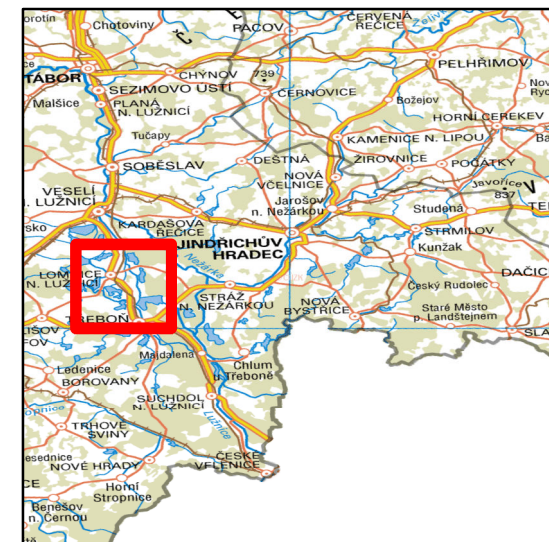 Chotoviny
PACOV
ČERVENÁ
ŘEČICE
TÁBOR
CHÝNOV
739
PELHŘIMOV
SEZIMOVO ÚSTÍ
ČERNOVICE
Malšice
PLANÁ
N. LUŽNICÍ
Božejov
HORNÍ CEREKEV
Tučapy
KAMENICE N. LIPOU
SOBĚSLAV
DEŠTNÁ
ŽIROVNICE
POČÁTKY
NOVÁ
VČELNICE
Javořice
837
VESELÍ
N. LUŽNICÍ
Jarošov
n. Nežárkou
Studená
KARDAŠOVA
ŘEČICE
STRMILOV
JINDŘICHŮV
HRADEC
Kunžak
Nežárka
LOMNICE
N. LUŽNICÍ
DAČIC
Český Rudolec
STRÁŽ
N. NEŽÁRKOU
NOVÁ
BYSTŘICE
Staré Město
p. Landštejnem
TŘEBOŇ
SLA
Majdalena
Ledenice
Chlum
u Třeboně
BOROVANY
SUCHDOL
N. LUŽNICÍ
Lužnice
TRHOVÉ
SVINY
NOVÉ HRADY
ČESKÉ
VELENICE
Horní
Stropnice
Benešov
n. Černou